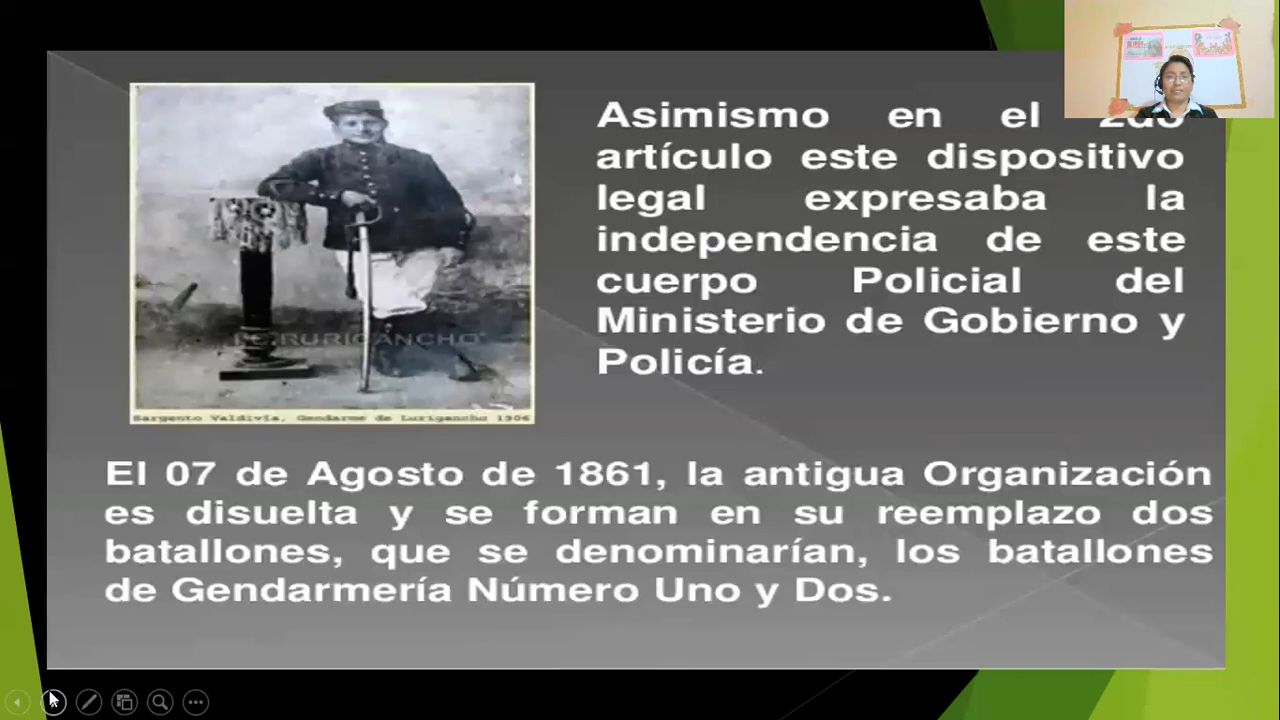 Asimismo en el 2do
artículo este dispositivo
legal expresaba la
independencia de este
cuerpo Policial del
Ministerio de Gobierno y
Policía.
RURIGANCHO
Sargento Valdivia, Gendarme de Lurigancho 1906
El 07 de Agosto de 1861, la antigua Organización
es disuelta y se forman en su reemplazo dos
batallones, que se denominarían, los batallones
de Gendarmería Número Uno y Dos.